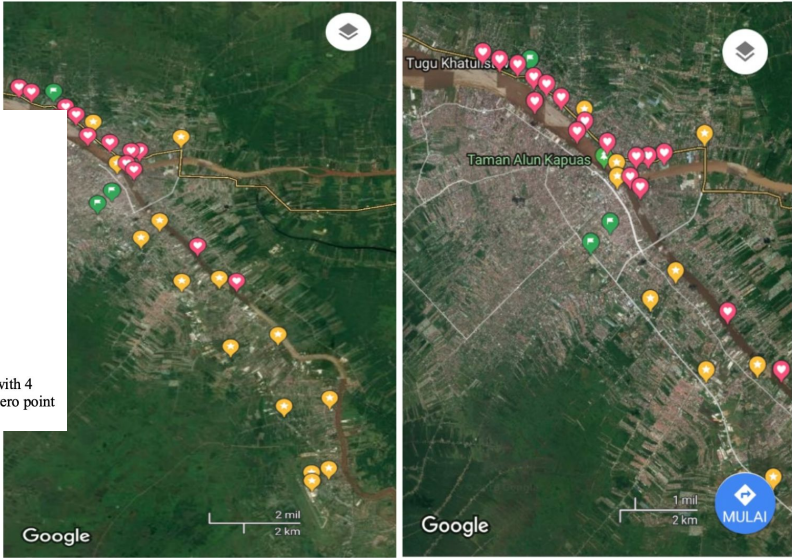 with 4
ero point
2 mil
2 km
Google
Tugu Khatulist
Taman Alun Kapuas
1 mil
2 km
Google
MULAI